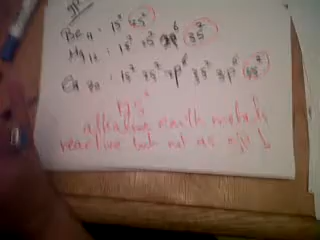 Be 4: 1s² 2s²
Mg 12: 1s² 2s² 2p⁶ 3s²
Ca 20: 1s² 2s² 2p⁶ 3s² 3p⁶
alkaline earth metals
reactive but not as